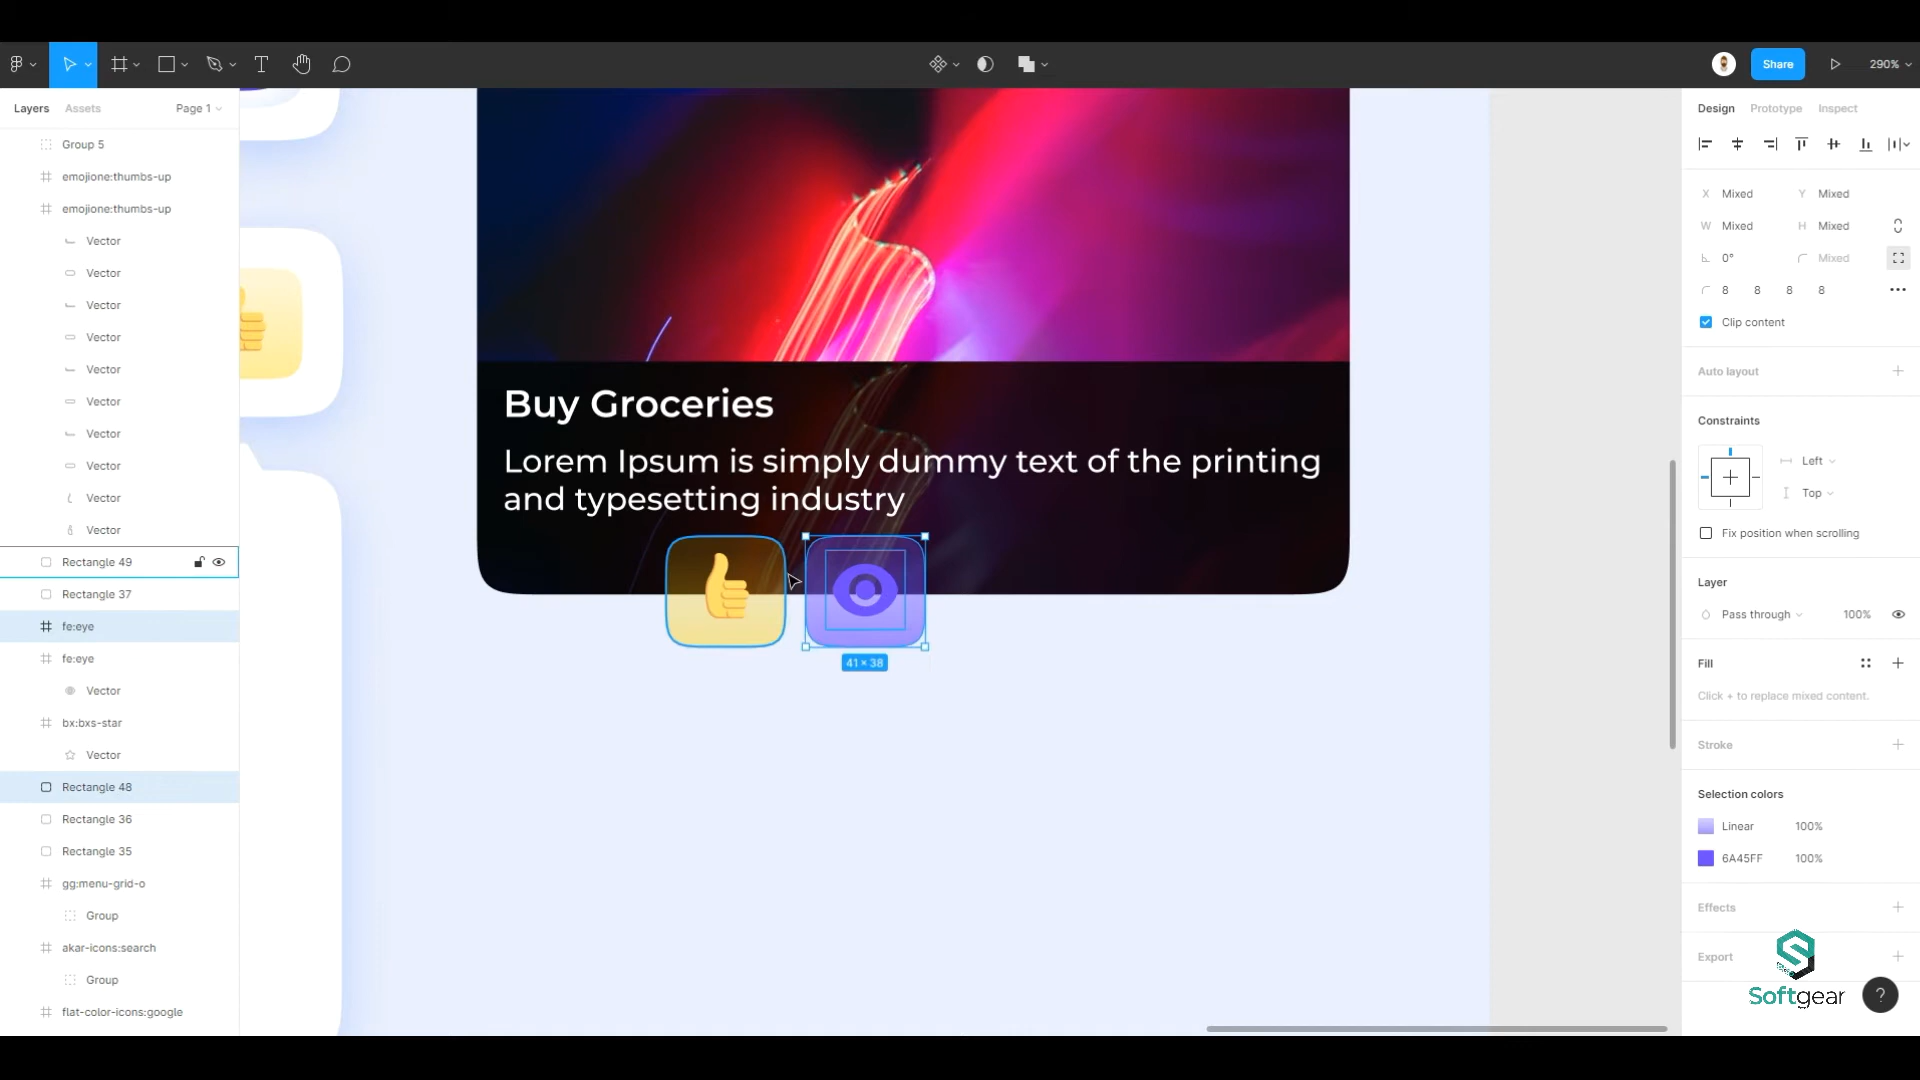 Share
290%
Layers
Assets
Page 1
Group 5
emojione:thumbs-up
emojione:thumbs-up
Vector
Vector
Vector
Vector
Vector
Vector
Vector
Vector
Vector
Vector
Rectangle 49
Rectangle 37
fe:eye
fe:eye
Vector
bx:bxs-star
Vector
Rectangle 48
Rectangle 36
Rectangle 35
gg:menu-grid-o
Group
akar-icons:search
Group
flat-color-icons:google
Buy Groceries
Lorem Ipsum is simply dummy text of the printing
and typesetting industry
41 × 38
Design
Prototype
Inspect
X Mixed Y Mixed
W Mixed H Mixed
0° Mixed
8 8 8 8
Clip content
Auto layout
Constraints
Left
Top
Fix position when scrolling
Layer
Pass through 100%
Fill
Click + to replace mixed content.
Stroke
Selection colors
Linear 100%
6A45FF 100%
Effects
Export
Softgear
?